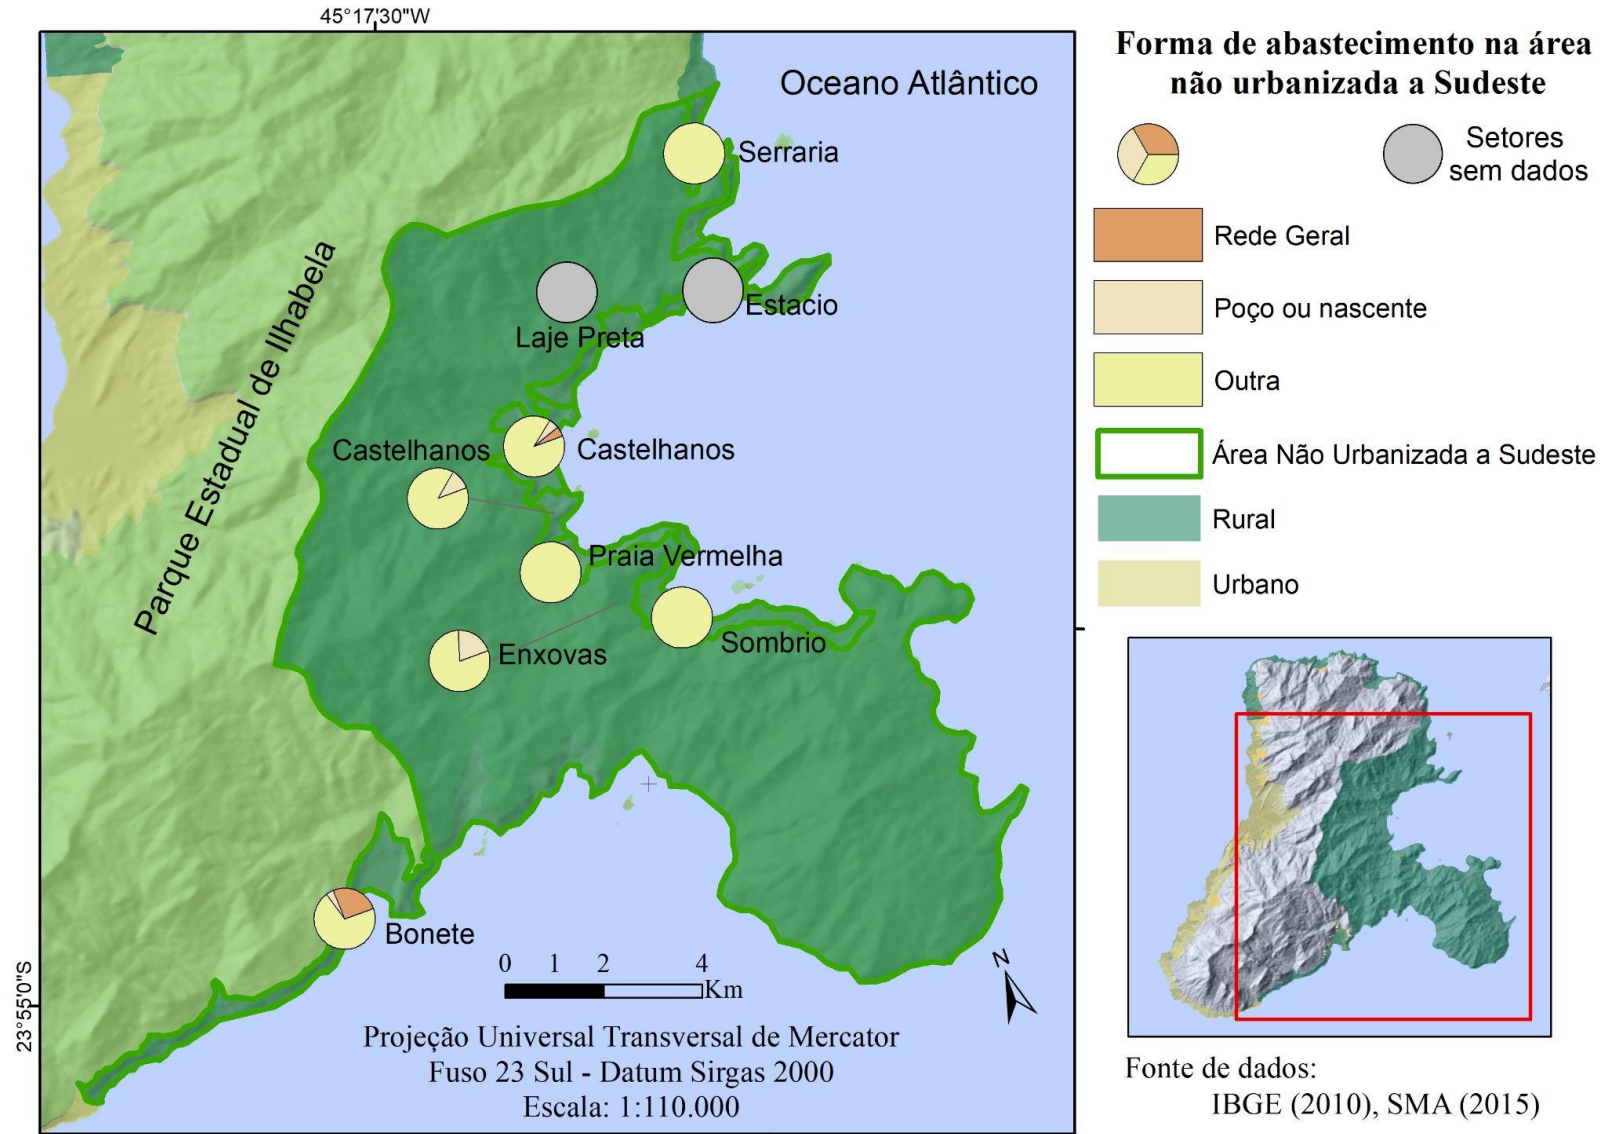 45°17'30"W
Oceano Atlântico
Serraria
Estacio
Laje Preta
Parque Estadual de Ilhabela
Castelhanos
Castelhanos
Praia Vermelha
Enxovas
Sombrio
Bonete
23°55'0"S
0 1 2 4
Km
N
Projeção Universal Transversal de Mercator
Fuso 23 Sul - Datum Sirgas 2000
Escala: 1:110.000
Forma de abastecimento na área
não urbanizada a Sudeste
Setores
sem dados
Rede Geral
Poço ou nascente
Outra
Área Não Urbanizada a Sudeste
Rural
Urbano
Fonte de dados:
IBGE (2010), SMA (2015)